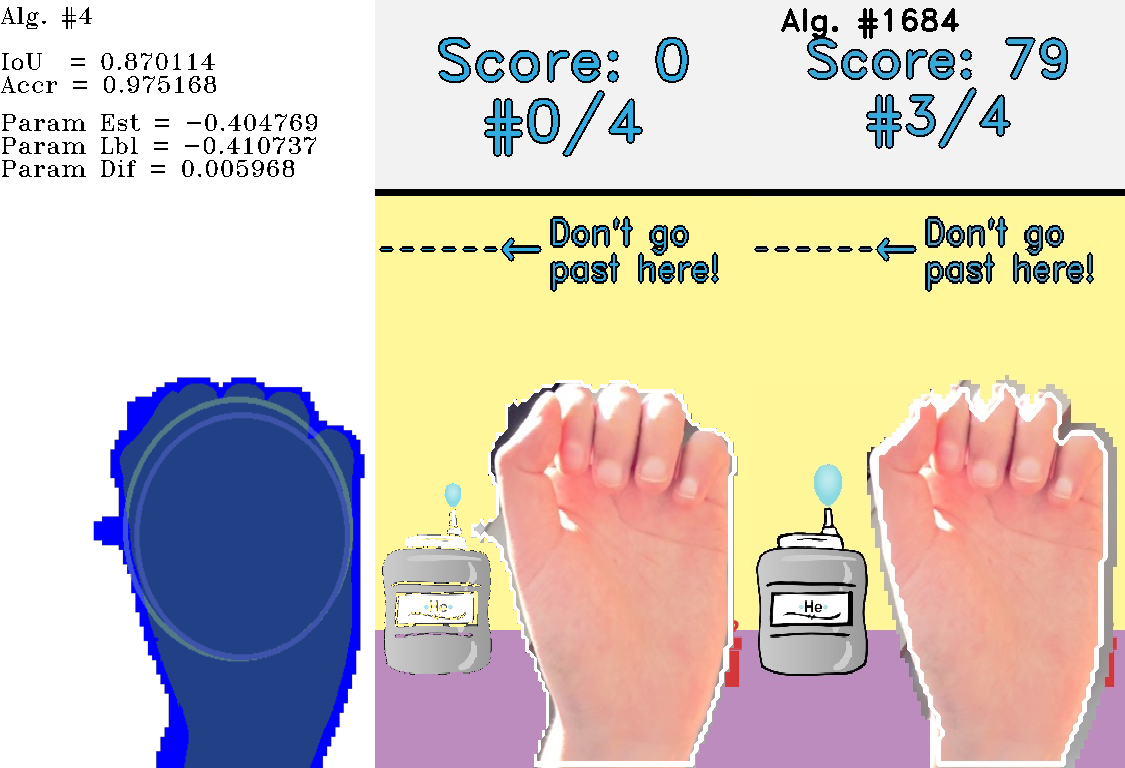 Alg. #4
IoU = 0.870114
Accr = 0.975168
Param Est = −0.404769
Param Lbl = −0.410737
Param Dif = 0.005968
Score: 0
#0/4
Don't go
past here!
He
Alg. #1684
Score: 79
#3/4
Don't go
past here!
He